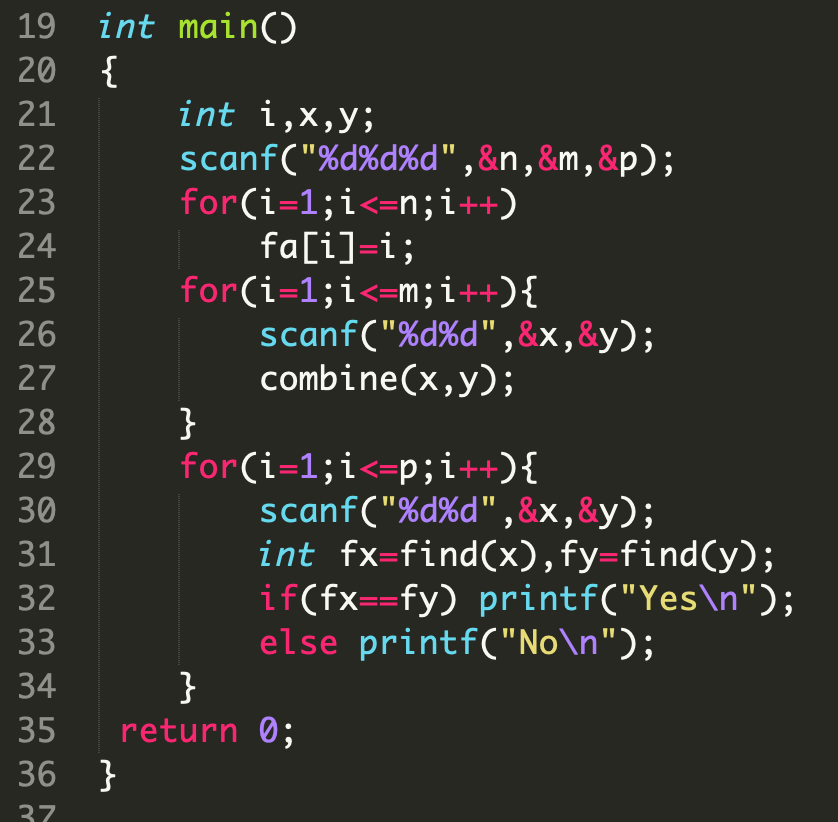 19 int main()
20 {
21     int i,x,y;
22     scanf("%d%d%d",&n,&m,&p);
23     for(i=1;i<=n;i++)
24         fa[i]=i;
25     for(i=1;i<=m;i++){
26         scanf("%d%d",&x,&y);
27         combine(x,y);
28     }
29     for(i=1;i<=p;i++){
30         scanf("%d%d",&x,&y);
31         int fx=find(x),fy=find(y);
32         if(fx==fy) printf("Yes\n");
33         else printf("No\n");
34     }
35  return 0;
36 }
37